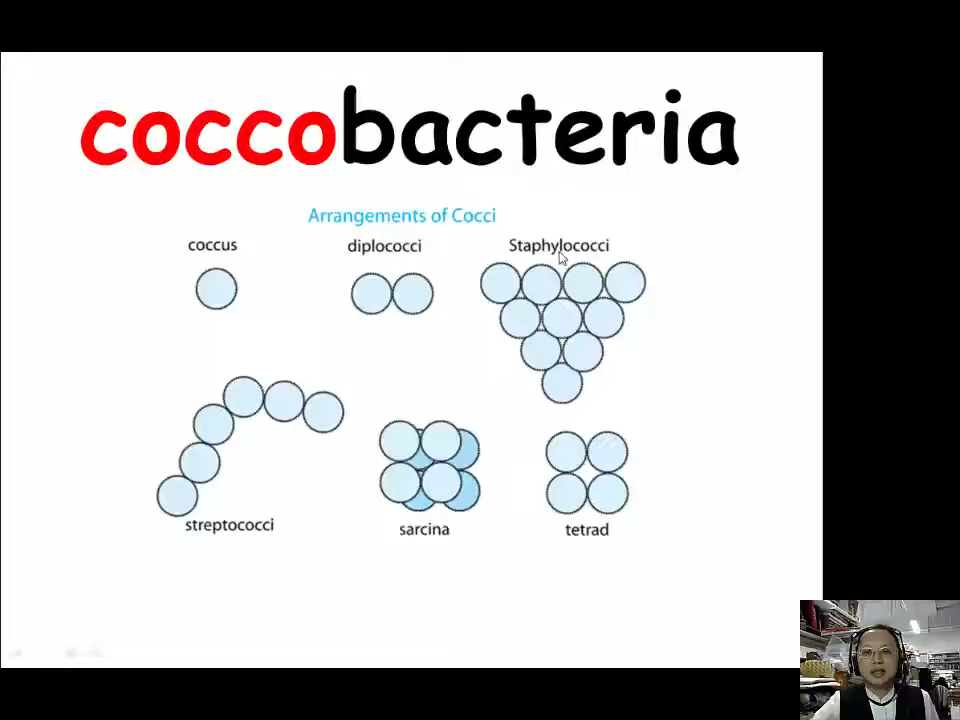 coccobacteria
Arrangements of Cocci
coccus
diplococci
Staphylococci
streptococci
sarcina
tetrad